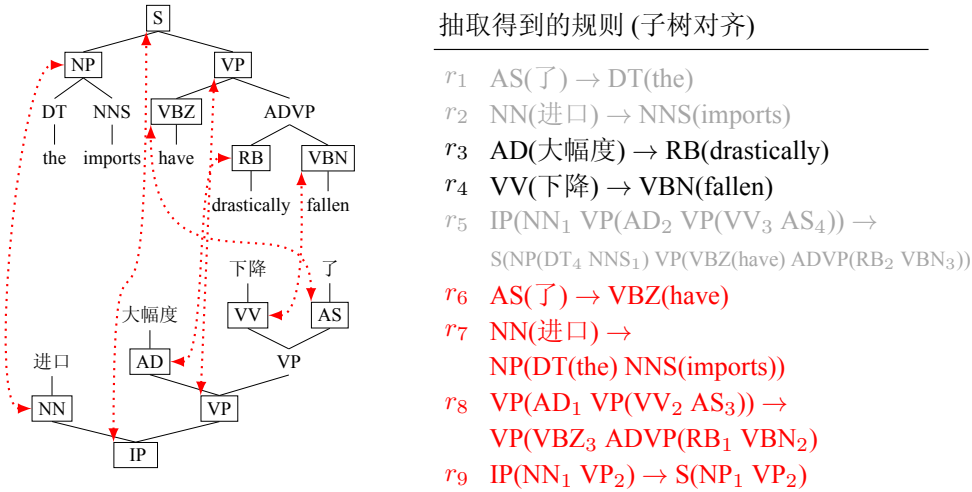 S
NP VP
DT NNS VBZ ADVP
the imports have RB VBN
drastically fallen
下降 了
大幅度 VV AS
进口 AD VP
NN VP
IP
抽取得到的规则 (子树对齐)
r1 AS(了) → DT(the)
r2 NN(进口) → NNS(imports)
r3 AD(大幅度) → RB(drastically)
r4 VV(下降) → VBN(fallen)
r5 IP(NN1 VP(AD2 VP(VV3 AS4)) →
S(NP(DT4 NNS1) VP(VBZ(have) ADVP(RB2 VBN3))
r6 AS(了) → VBZ(have)
r7 NN(进口) →
NP(DT(the) NNS(imports))
r8 VP(AD1 VP(VV2 AS3)) →
VP(VBZ3 ADVP(RB1 VBN2)
r9 IP(NN1 VP2) → S(NP1 VP2)